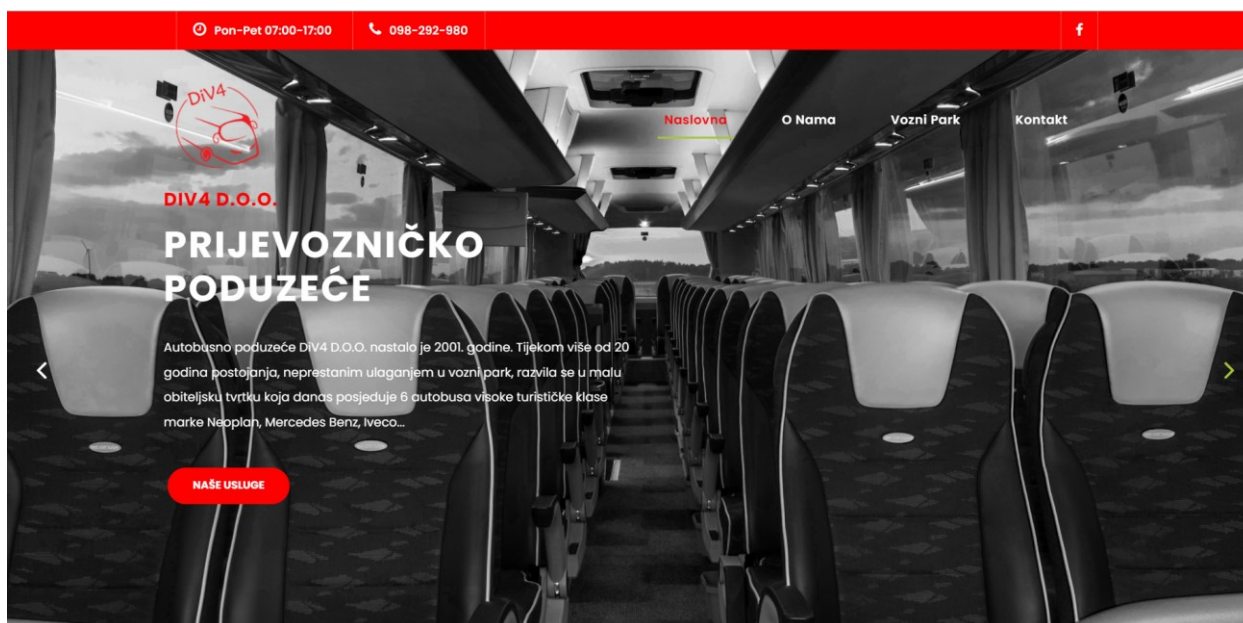 Pon-Pet 07:00-17:00
098-292-980
f
DiV4
Naslovna
O Nama
Vozni Park
Kontakt
DIV4 D.O.O.
PRIJEVOZNIČKO
PODUZEĆE
Autobusno poduzeće DiV4 D.O.O. nastalo je 2001. godine. Tijekom više od 20
godina postojanja, neprestanim ulaganjem u vozni park, razvila se u malu
obiteljsku tvrtku koja danas posjeduje 6 autobusa visoke turističke klase
marke Neoplan, Mercedes Benz, Iveco...
NAŠE USLUGE